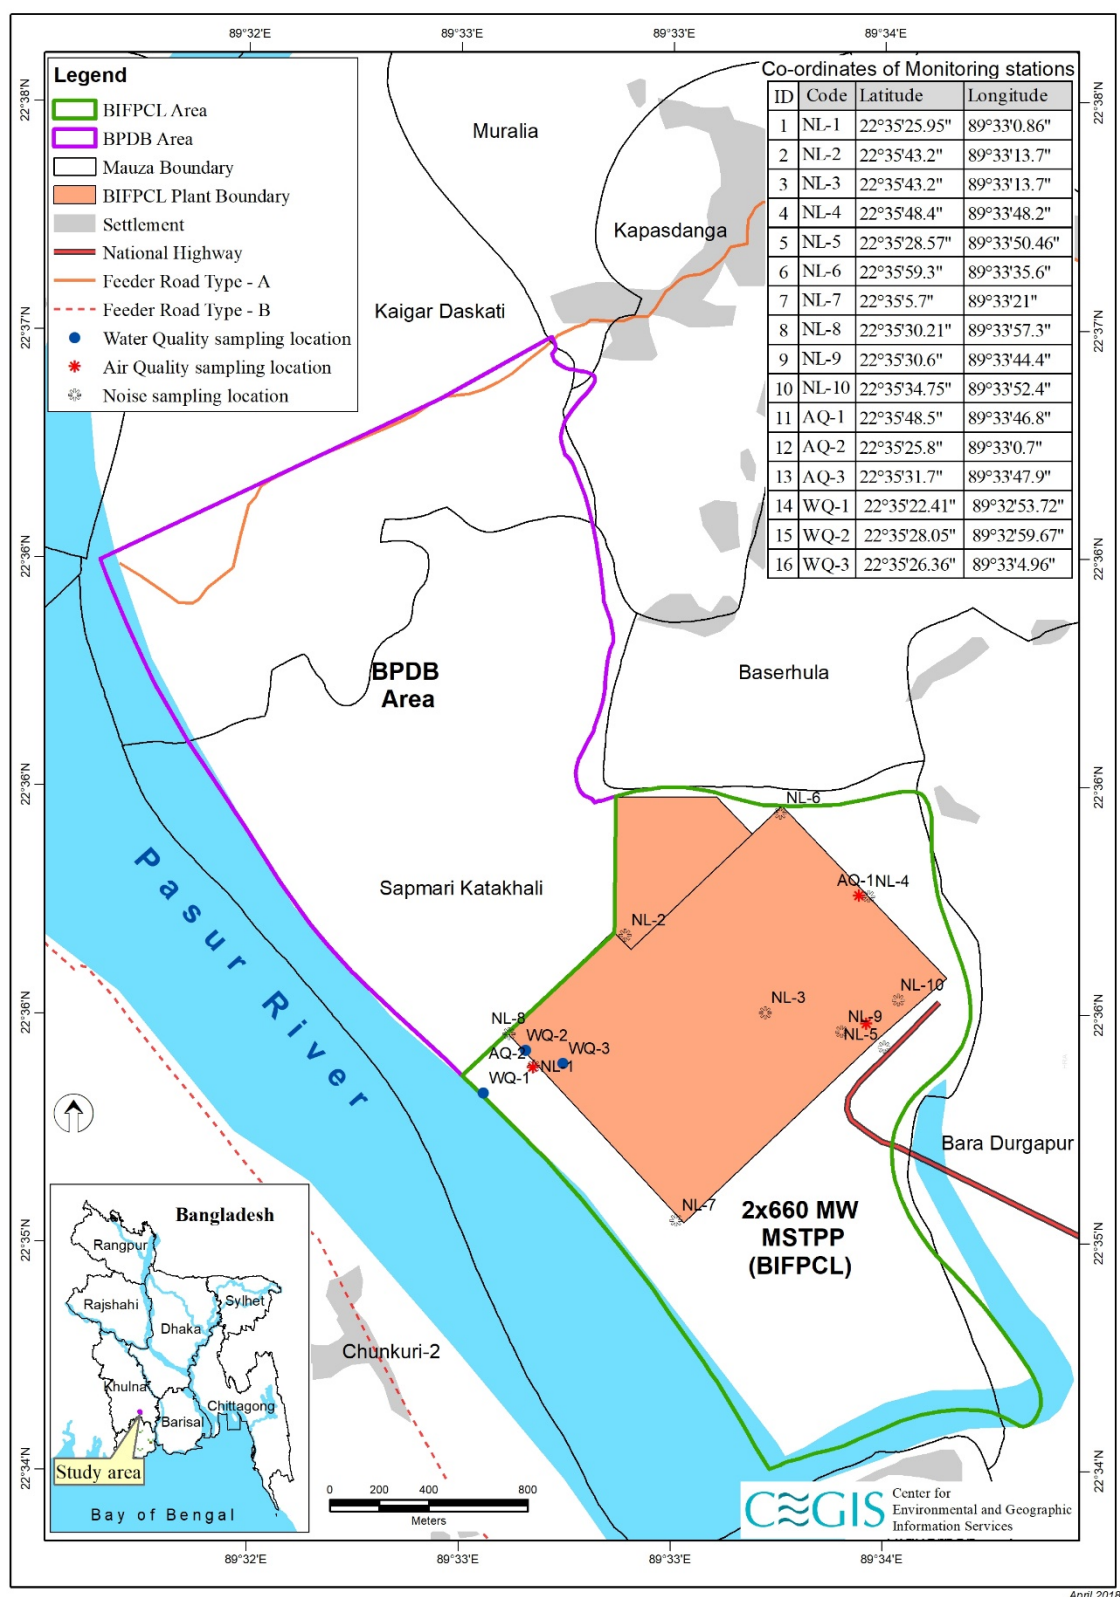 89°32'E 89°33'E 89°33'E 89°34'E
Legend
BIFPCL Area
BPDB Area
Mauza Boundary
BIFPCL Plant Boundary
Settlement
National Highway
Feeder Road Type - A
Feeder Road Type - B
Water Quality sampling location
Air Quality sampling location
Noise sampling location
Co-ordinates of Monitoring stations
ID Code Latitude Longitude
1 NL-1 22°35'25.95" 89°33'0.86"
2 NL-2 22°35'43.2" 89°33'13.7"
3 NL-3 22°35'43.2" 89°33'13.7"
4 NL-4 22°35'48.4" 89°33'48.2"
5 NL-5 22°35'28.57" 89°33'50.46"
6 NL-6 22°35'59.3" 89°33'35.6"
7 NL-7 22°35'5.7" 89°33'21"
8 NL-8 22°35'30.21" 89°33'57.3"
9 NL-9 22°35'30.6" 89°33'44.4"
10 NL-10 22°35'34.75" 89°33'52.4"
11 AQ-1 22°35'48.5" 89°33'46.8"
12 AQ-2 22°35'25.8" 89°33'0.7"
13 AQ-3 22°35'31.7" 89°33'47.9"
14 WQ-1 22°35'22.41" 89°32'53.72"
15 WQ-2 22°35'28.05" 89°32'59.67"
16 WQ-3 22°35'26.36" 89°33'4.96"
22°38'N 22°38'N
Muralia
Kapasdanga
Kaigar Daskati
22°37'N 22°37'N
22°36'N 22°36'N
BPDB
Area
Baserhula
22°36'N 22°36'N
NL-6
Pasur River
Sapmari Katakhali
AQ-1 NL-4
NL-2
NL-10
NL-3
22°36'N 22°36'N
NL-8
NL-9
WQ-2
NL-5
AQ-2
WQ-3
NL-1
WQ-1
Bara Durgapur
NL-7
2x660 MW
MSTPP
(BIFPCL)
22°35'N 22°35'N
Chunkuri-2
Bangladesh
Rangpur
Rajshahi
Sylhet
Dhaka
Khulna
Barisal
Chittagong
Study area
Bay of Bengal
22°34'N 22°34'N
0 200 400 800
Meters
CEGIS
Center for
Environmental and Geographic
Information Services
89°32'E 89°33'E 89°33'E 89°34'E
April 2018